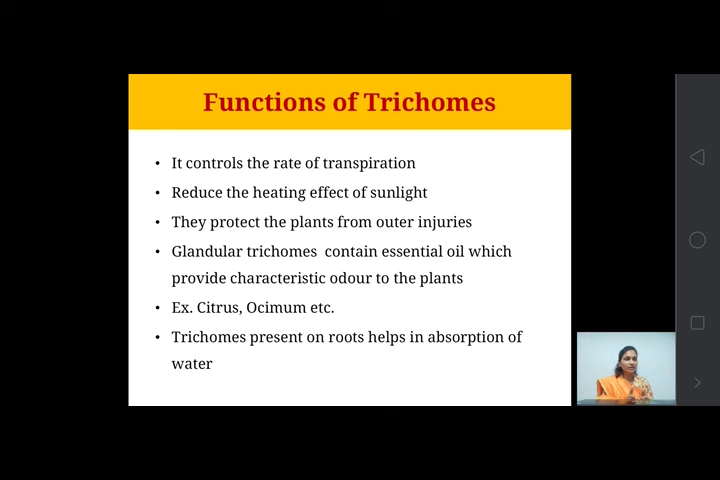 Functions of Trichomes
• It controls the rate of transpiration
• Reduce the heating effect of sunlight
• They protect the plants from outer injuries
• Glandular trichomes  contain essential oil which
provide characteristic odour to the plants
• Ex. Citrus, Ocimum etc.
• Trichomes present on roots helps in absorption of
water